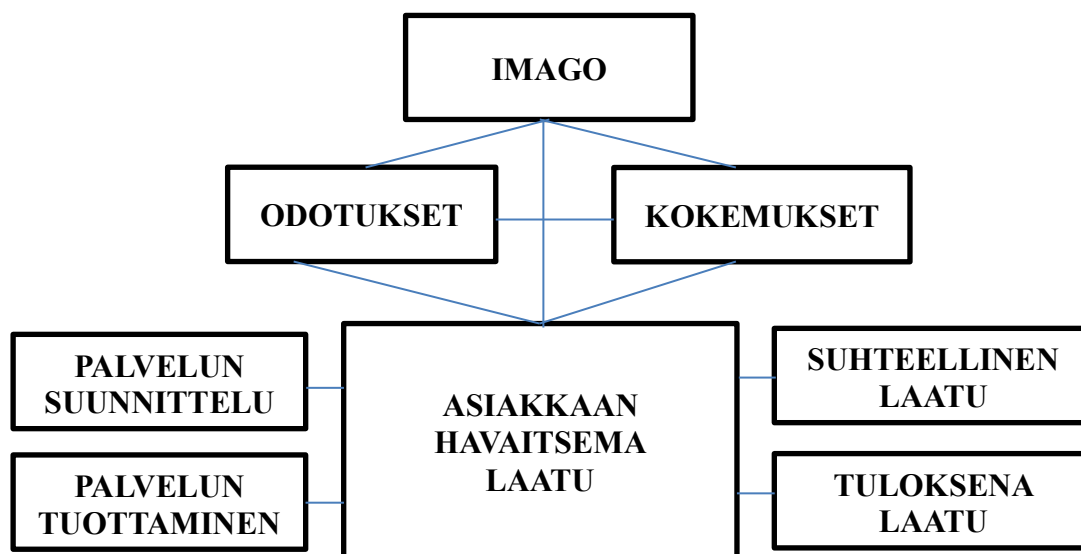 IMAGO
ODOTUKSET
KOKEMUKSET
PALVELUN
SUUNNITTELU
ASIAKKAAN
HAVAITSEMA
LAATU
SUHTEELLINEN
LAATU
PALVELUN
TUOTTAMINEN
TULOKSENA
LAATU